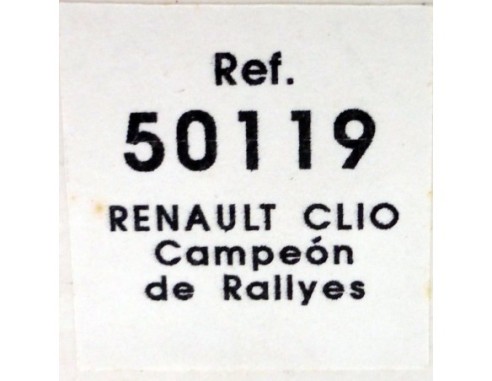 Ref.
50119
RENAULT CLIO
Campeón
de Rallyes